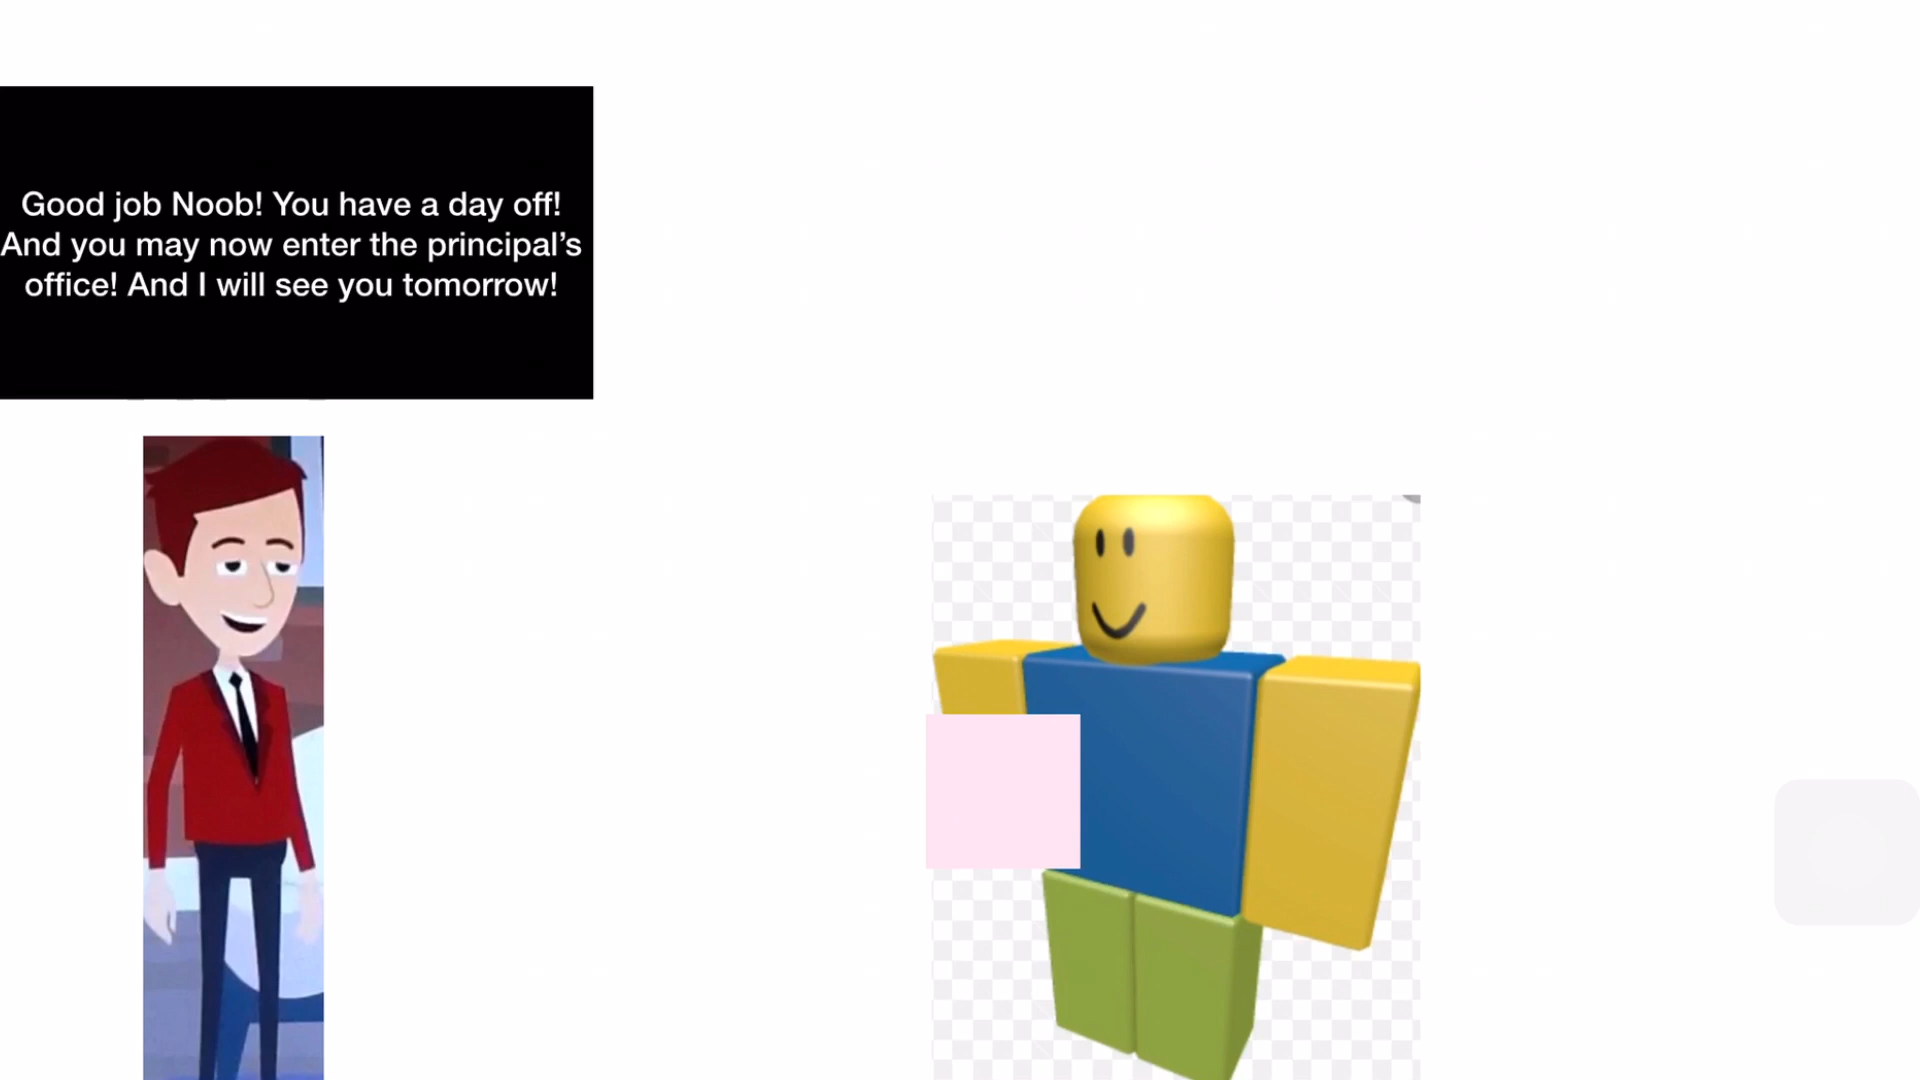 Good job Noob! You have a day off!
And you may now enter the principal’s
office! And I will see you tomorrow!